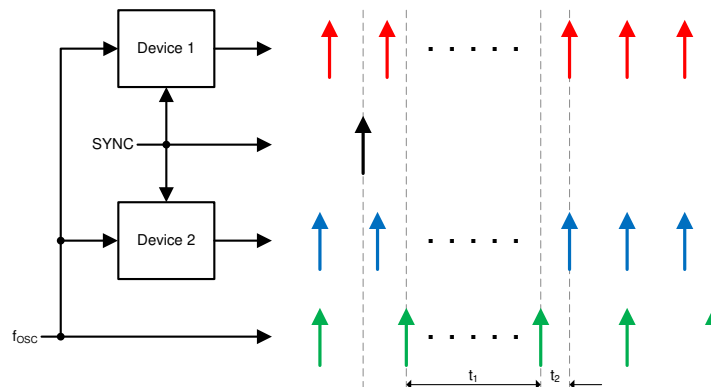 Device 1
SYNC
Device 2
fOSC
t1
t2